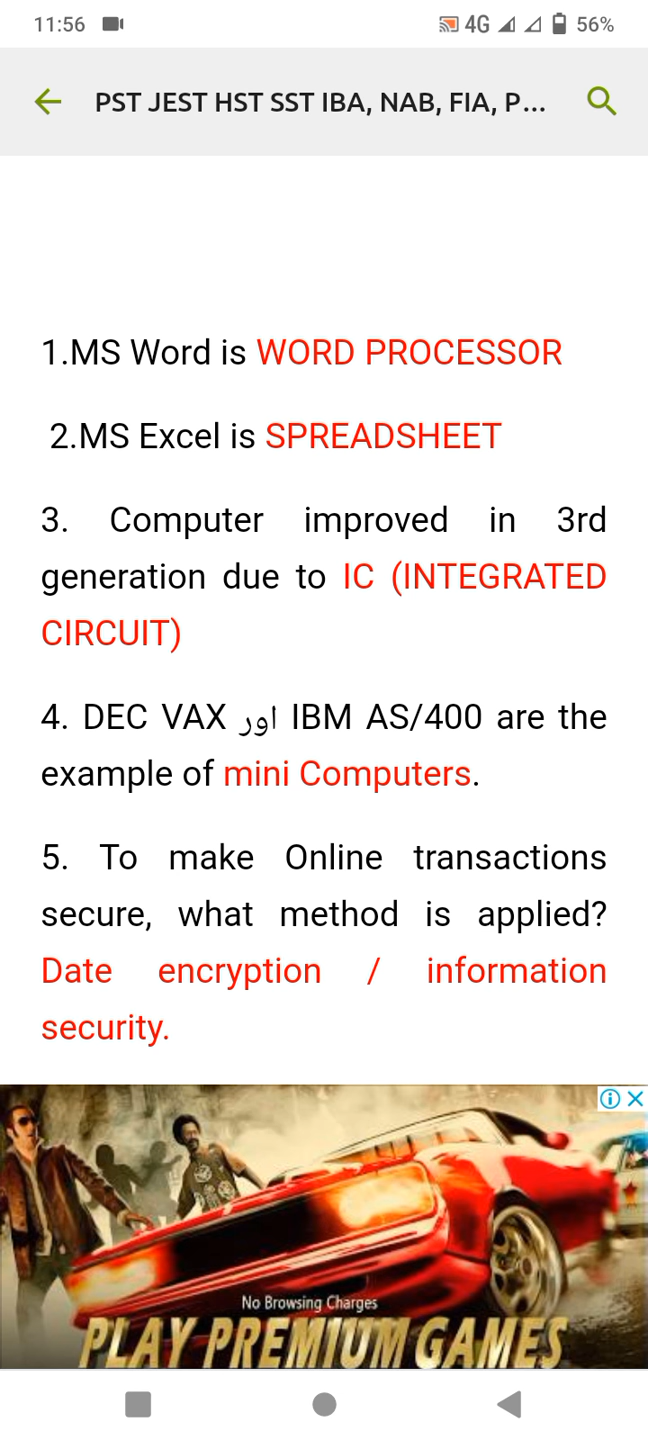 11:56
4G 56%
PST JEST HST SST IBA, NAB, FIA, P...
1.MS Word is WORD PROCESSOR
2.MS Excel is SPREADSHEET
3. Computer improved in 3rd
generation due to IC (INTEGRATED
CIRCUIT)
4. DEC VAX اور IBM AS/400 are the
example of mini Computers.
5. To make Online transactions
secure, what method is applied?
Date encryption / information
security.
No Browsing Charges
PLAY PREMIUM GAMES